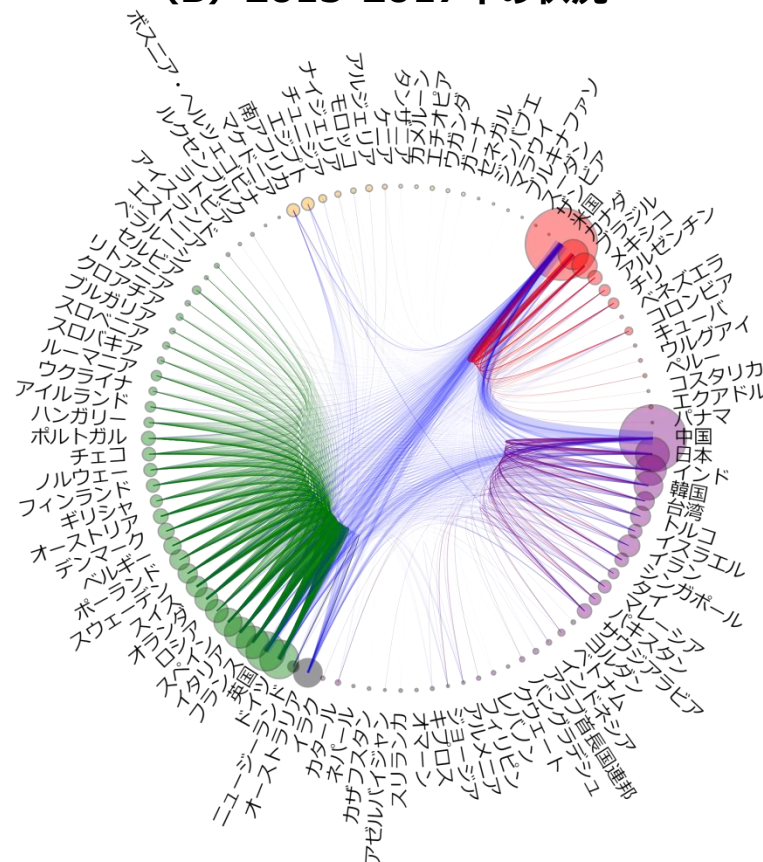 (B) 2013-2017年の状況
南アフリカ
エジプト
チュニジア
ナイジェリア
アルジェリア
モロッコ
カメルーン
エチオピア
ウガンダ
ガーナ
セネガル
ジンバブエ
マラウイ
ブルキナファソ
ザンビア
米国
カナダ
ブラジル
メキシコ
アルゼンチン
チリ
ベネズエラ
コロンビア
キューバ
ウルグアイ
ペルー
コスタリカ
エクアドル
パナマ
中国
日本
インド
韓国
台湾
トルコ
イスラエル
イラン
シンガポール
タイ
マレーシア
パキスタン
サウジアラビア
ヨルダン
ベトナム
インドネシア
アラブ首長国連邦
バングラデシュ
クウェート
レバノン
フィリピン
アルメニア
ジョージア
キプロス
オマーン
スリランカ
アゼルバイジャン
カザフスタン
ネパール
カタール
イラク
オーストラリア
ニュージーランド
ドイツ
英国
フランス
イタリア
スペイン
ロシア
オランダ
スイス
スウェーデン
ポーランド
ベルギー
デンマーク
オーストリア
ギリシャ
フィンランド
ノルウェー
チェコ
ポルトガル
ハンガリー
アイルランド
ウクライナ
ルーマニア
スロバキア
スロベニア
ブルガリア
クロアチア
リトアニア
セルビア
ベラルーシ
エストニア
アイスランド
ラトビア
ルクセンブルク
ボスニア・ヘルツェゴビナ
マケドニア